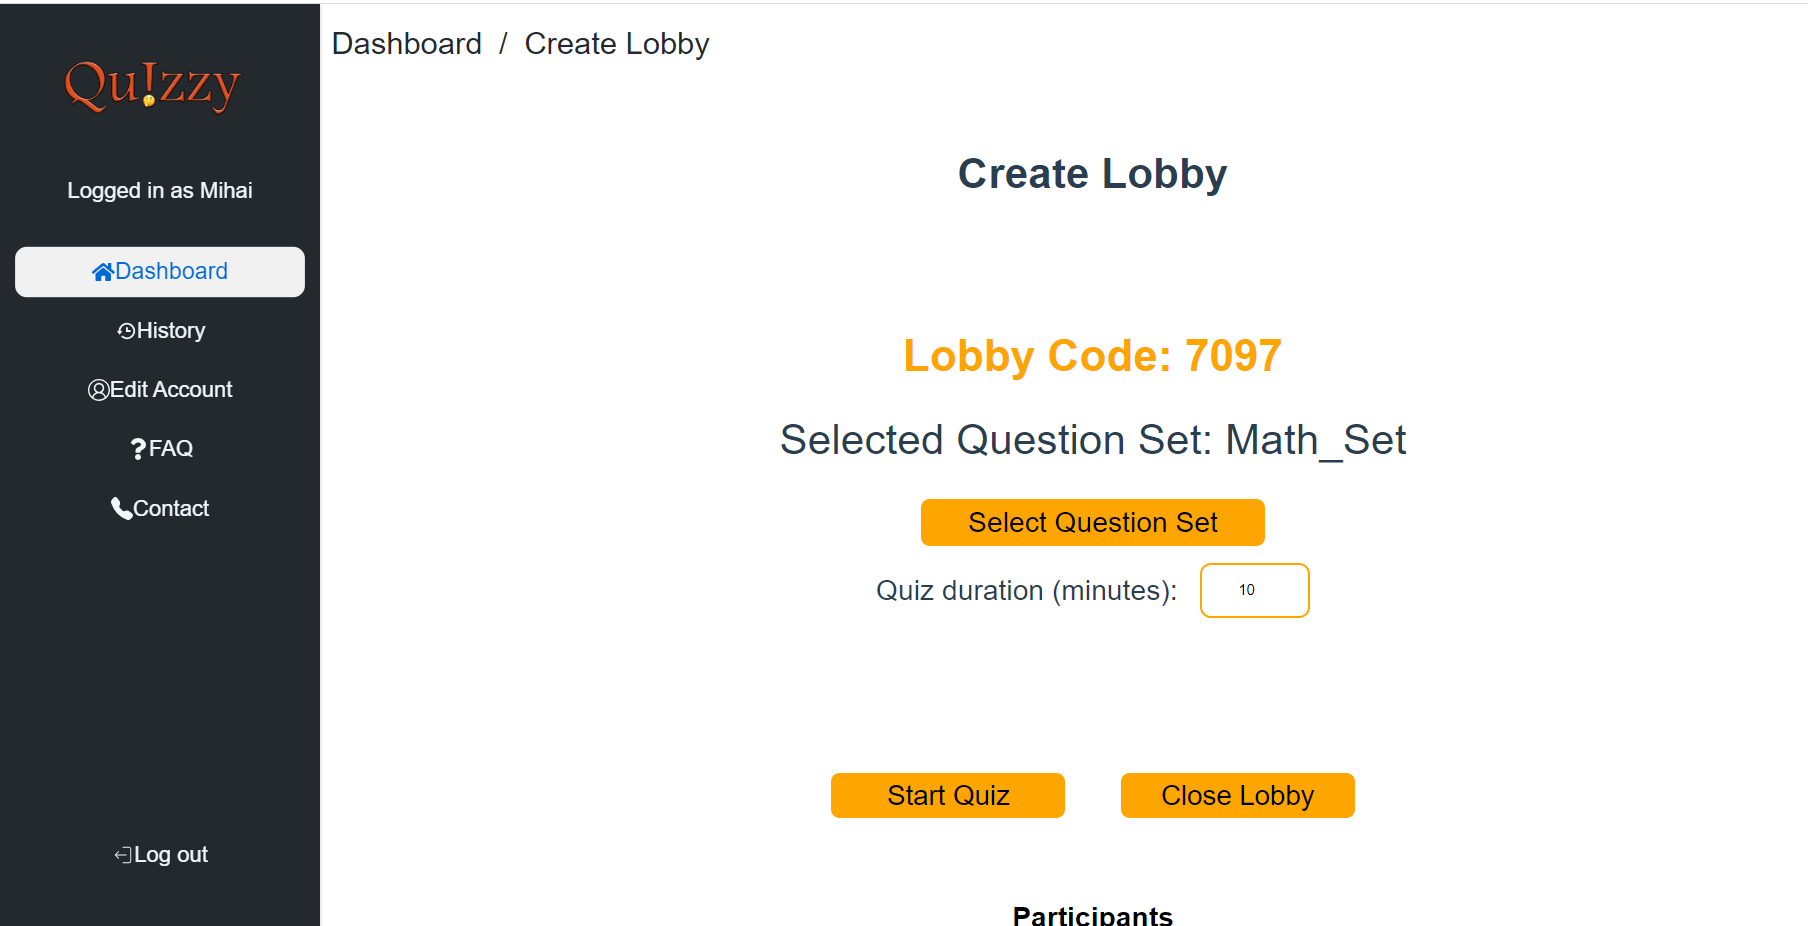 Qu!zzy
Logged in as Mihai
Dashboard
History
Edit Account
FAQ
Contact
Log out
Dashboard / Create Lobby
Create Lobby
Lobby Code: 7097
Selected Question Set: Math_Set
Select Question Set
Quiz duration (minutes): 10
Start Quiz Close Lobby
Participants